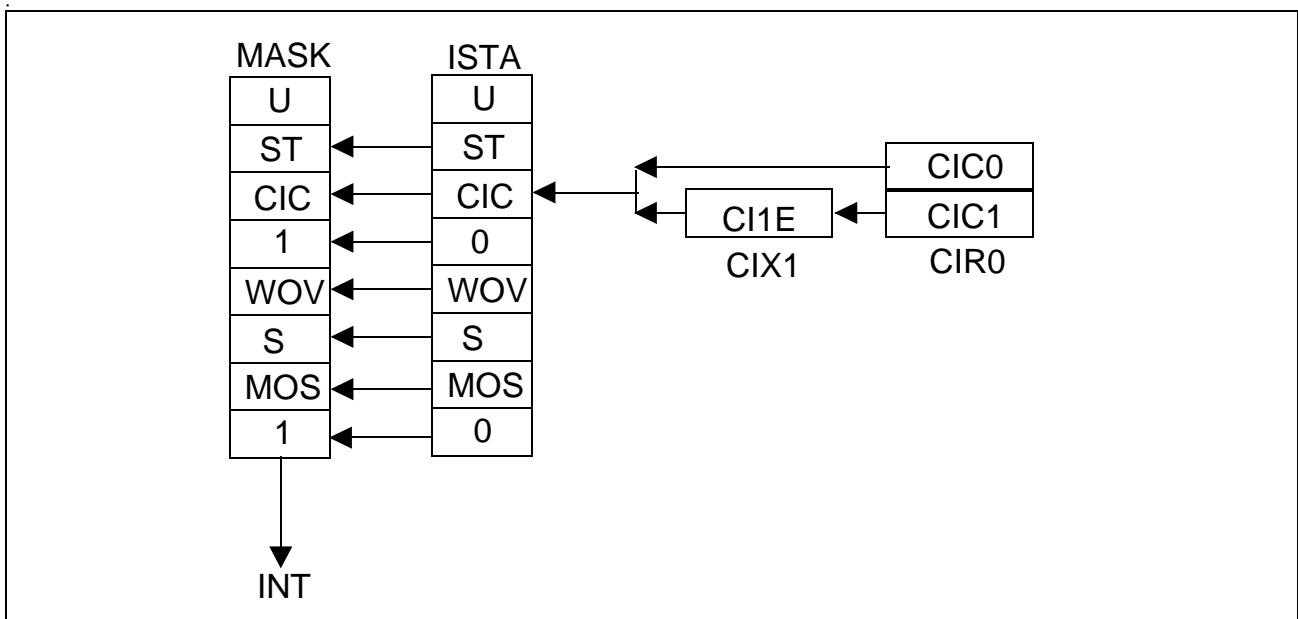 MASK ISTA
U U
ST ST CIC0
CIC CIC CI1E CIC1
1 0 CIX1 CIR0
WOV WOV
S S
MOS MOS
1 0
INT